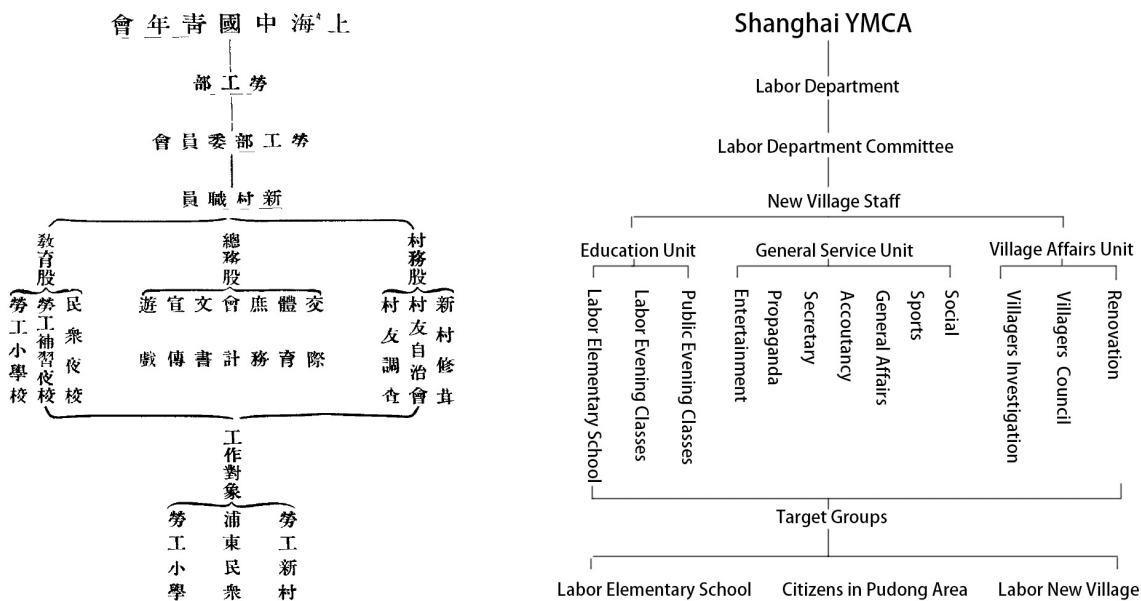 上海中國靑年會
勞工部
勞工部委員會
新村職員
村務股
總務股
敎育股
新村修葺
村友自治會
村友調查
交際
體育
庶務
會計
文書
宣傳
遊戲
民衆夜校
勞工補習夜校
勞工小學校
工作對象
勞工新村
浦東民衆
勞工小學
Shanghai YMCA
Labor Department
Labor Department Committee
New Village Staff
Education Unit
General Service Unit
Village Affairs Unit
Labor Elementary School
Labor Evening Classes
Public Evening Classes
Entertainment
Propaganda
Secretary
Accoutancy
General Affairs
Sports
Social
Villagers Investigation
Villagers Council
Renovation
Target Groups
Labor Elementary School
Citizens in Pudong Area
Labor New Village